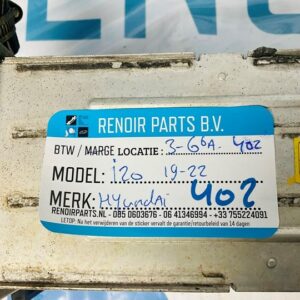 RENOIR PARTS B.V.
BTW / MARGE LOCATIE : 3-G6A 402
MODEL: i20 19-22
MERK: Hyundai 402
RENOIRPARTS.NL - 085 0603676 - 06 41346994 - +33 755224091
LETOP: Na het verwijderen van de sticker vervalt de garantie/retourbeleid van 14 dagen